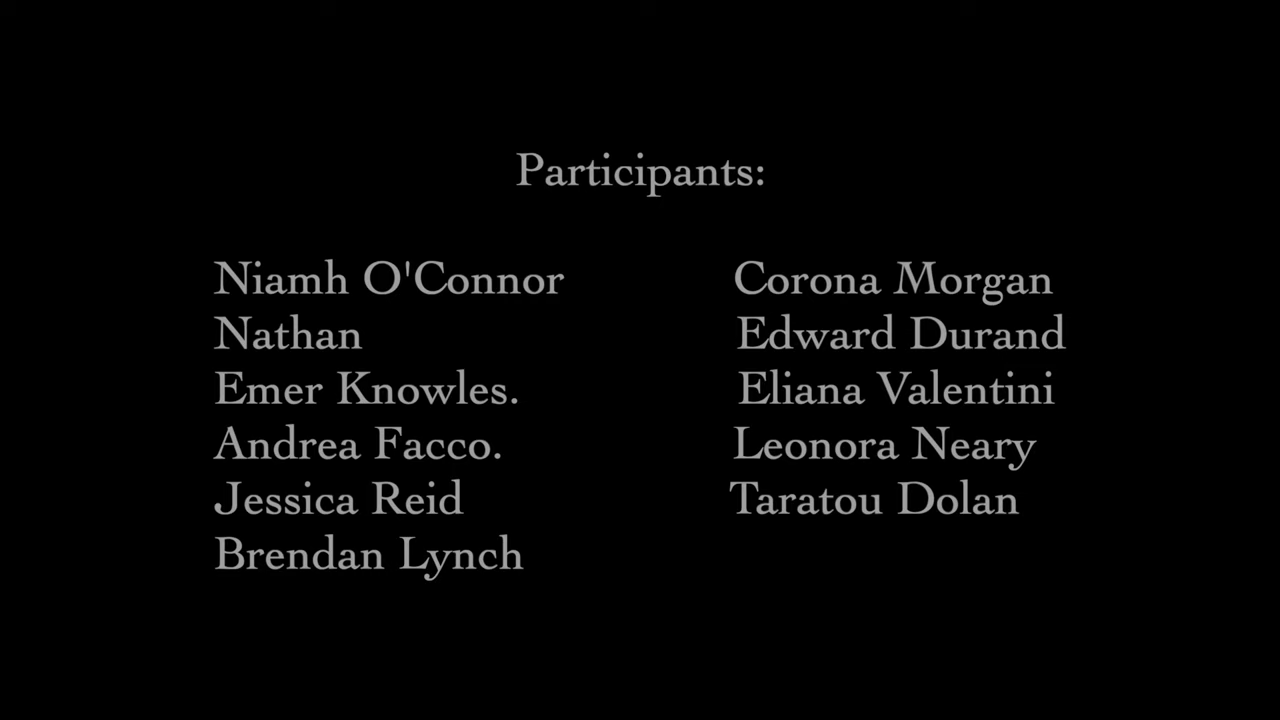 Participants:
Niamh O'Connor
Nathan
Emer Knowles.
Andrea Facco.
Jessica Reid
Brendan Lynch
Corona Morgan
Edward Durand
Eliana Valentini
Leonora Neary
Taratou Dolan